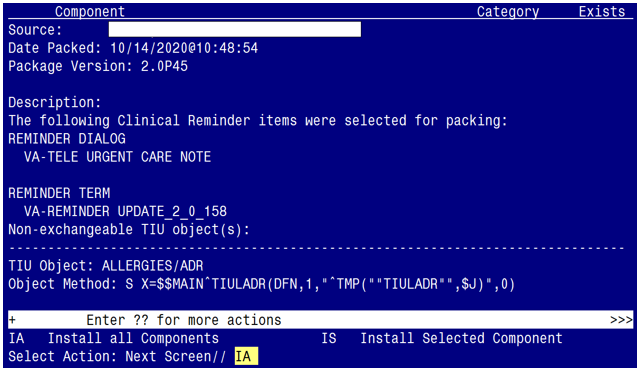 Component Category Exists
Source:
Date Packed: 10/14/2020@10:48:54
Package Version: 2.0P45
Description:
The following Clinical Reminder items were selected for packing:
REMINDER DIALOG
VA-TELE URGENT CARE NOTE
REMINDER TERM
VA-REMINDER UPDATE_2_0_158
Non-exchangeable TIU object(s):
--------------------------------------------------------------------------------
TIU Object: ALLERGIES/ADR
Object Method: S X=$$MAIN^TIULADR(DFN,1,"^TMP(""TIULADR"",$J)",0)
+ Enter ?? for more actions >>>
IA Install all Components IS Install Selected Component
Select Action: Next Screen// IA